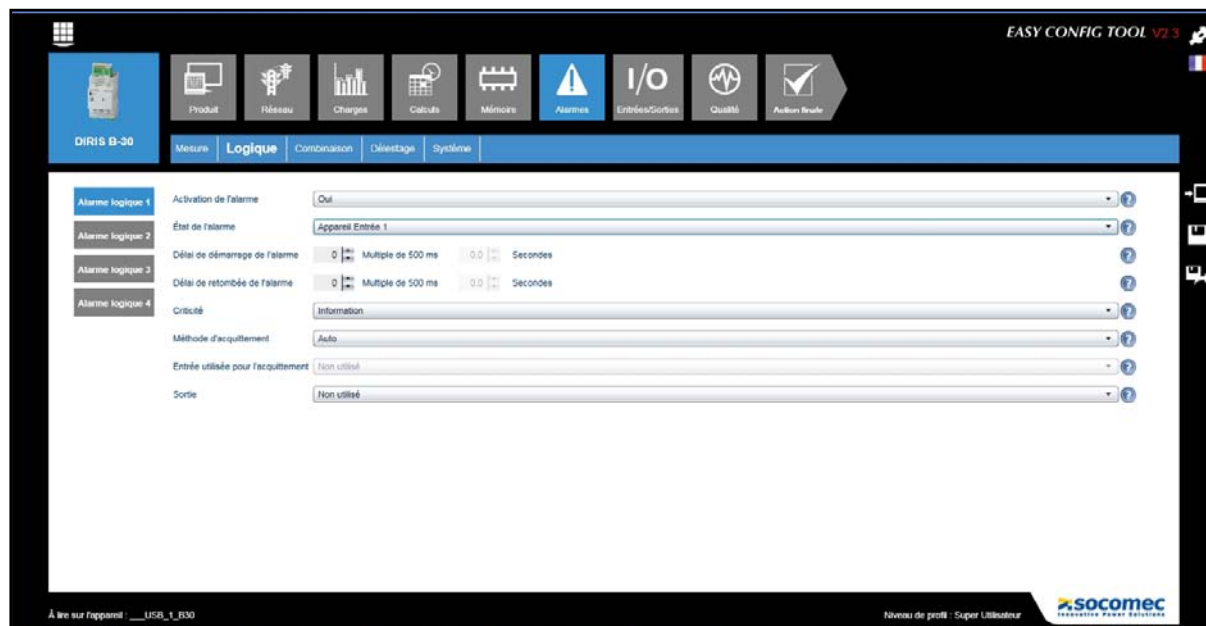 EASY CONFIG TOOL V2.3
DIRIS B-30
Produit
Réseau
Charges
Calculs
Mémoire
Alarmes
I/O
Entrées/Sorties
Qualité
Action finale
Mesure
Logique
Combinaison
Délestage
Système
Alarme logique 1
Alarme logique 2
Alarme logique 3
Alarme logique 4
Activation de l'alarme Oui
État de l'alarme Appareil Entrée 1
Délai de démarrage de l'alarme 0 Multiple de 500 ms 0.0 Secondes
Délai de retombée de l'alarme 0 Multiple de 500 ms 0.0 Secondes
Criticité Information
Méthode d'acquittement Auto
Entrée utilisée pour l'acquittement Non utilisé
Sortie Non utilisé
À lire sur l'appareil : ___USB_1_B30
Niveau de profil : Super Utilisateur
socomec
Innovative Power Solutions